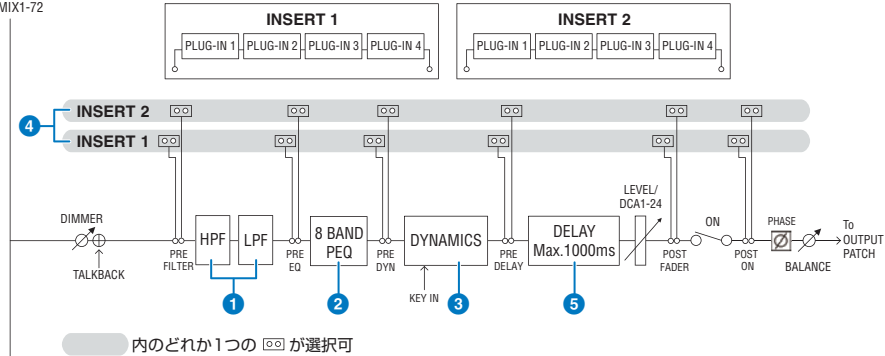 MIX1-72
INSERT 1
PLUG-IN 1 PLUG-IN 2 PLUG-IN 3 PLUG-IN 4
INSERT 2
PLUG-IN 1 PLUG-IN 2 PLUG-IN 3 PLUG-IN 4
4
INSERT 2
INSERT 1
DIMMER
TALKBACK
PRE
FILTER
HPF
LPF
1
PRE
EQ
8 BAND
PEQ
2
PRE
DYN
DYNAMICS
KEY IN
3
PRE
DELAY
DELAY
Max.1000ms
5
LEVEL/
DCA1-24
POST
FADER
ON
POST
ON
PHASE
BALANCE
To
OUTPUT
PATCH
内のどれか1つの が選択可